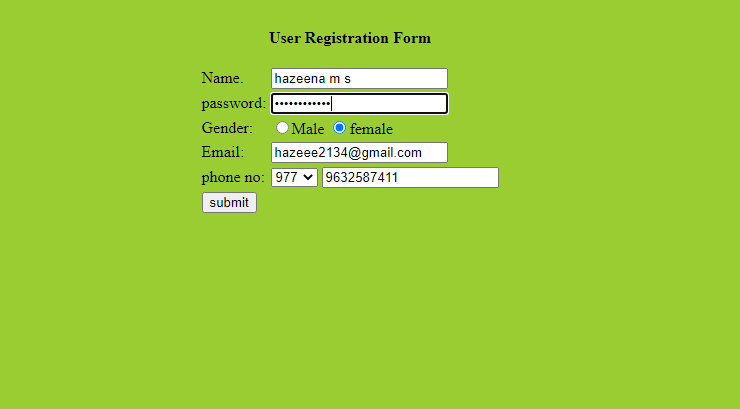 User Registration Form
Name. hazeena m s
password: ••••••••••••
Gender: Male female
Email: hazeee2134@gmail.com
phone no: 977 9632587411
submit